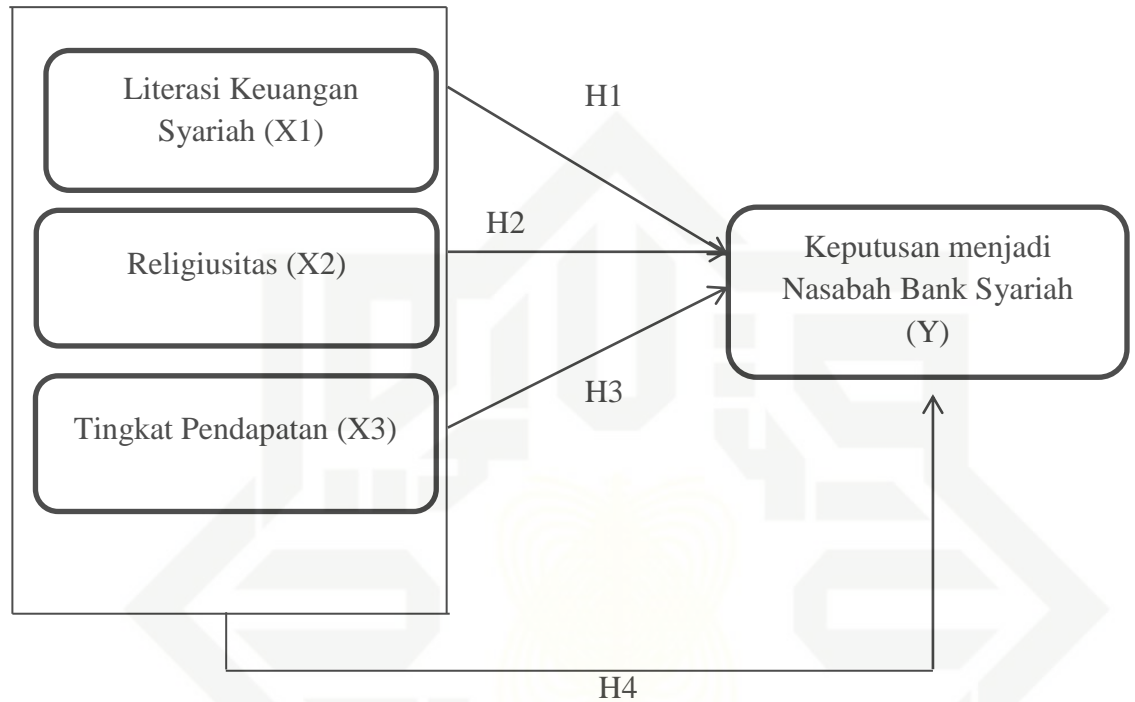 Literasi Keuangan
Syariah (X1)
H1
H2
Religiusitas (X2)
Keputusan menjadi
Nasabah Bank Syariah
(Y)
H3
Tingkat Pendapatan (X3)
H4